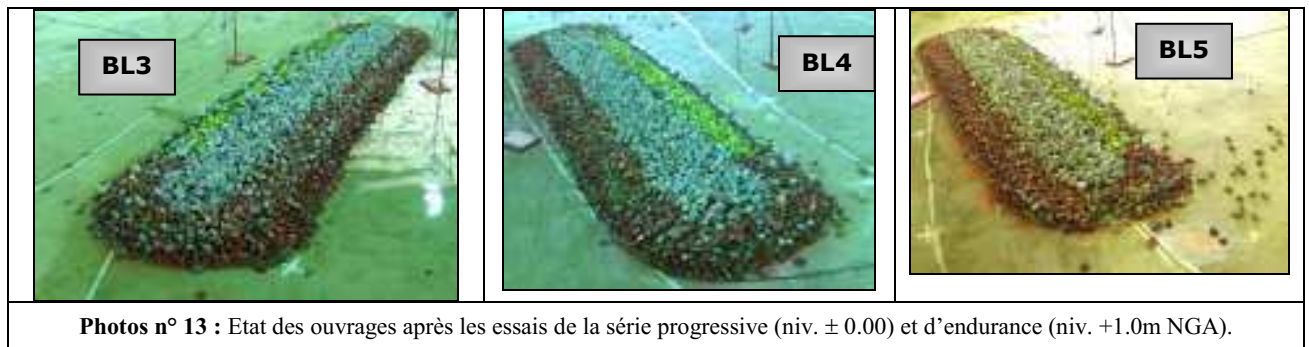 BL3
BL4
BL5
Photos n° 13 : Etat des ouvrages après les essais de la série progressive (niv. ± 0.00) et d’endurance (niv. +1.0m NGA).